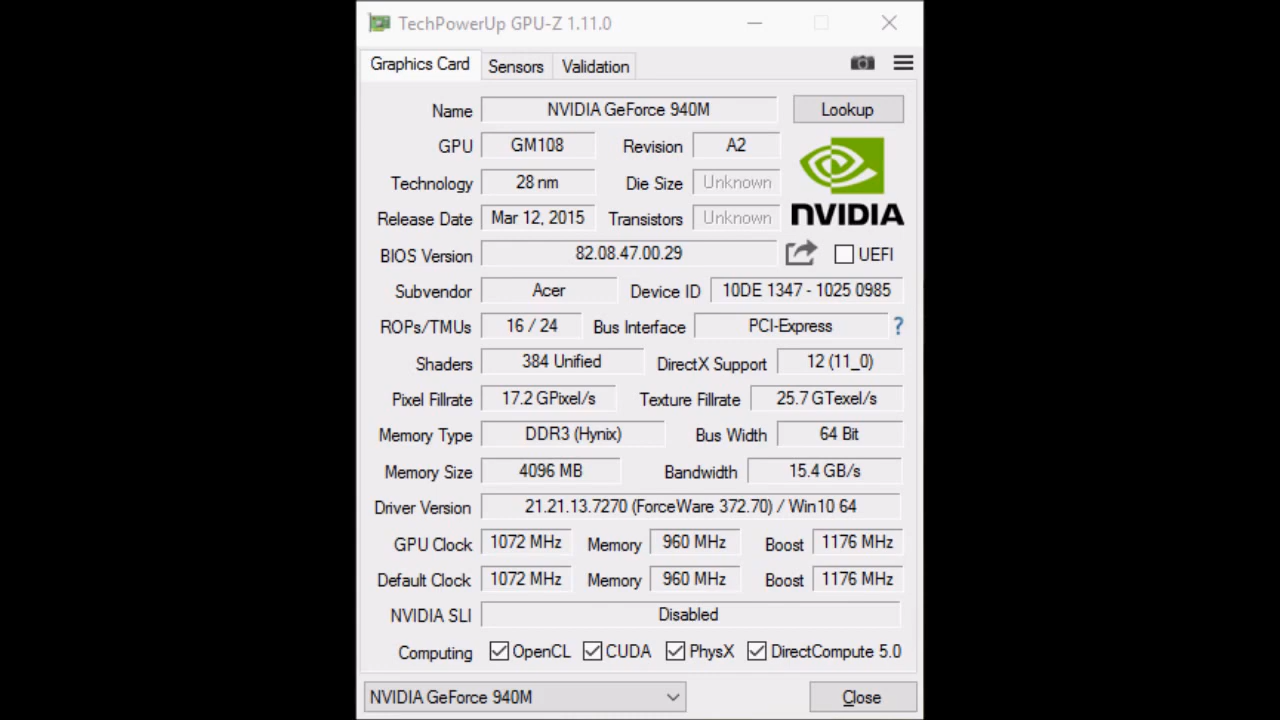 TechPowerUp GPU-Z 1.11.0
Graphics Card Sensors Validation
Name NVIDIA GeForce 940M Lookup
GPU GM108 Revision A2
Technology 28 nm Die Size Unknown
Release Date Mar 12, 2015 Transistors Unknown
NVIDIA
BIOS Version 82.08.47.00.29 UEFI
Subvendor Acer Device ID 10DE 1347 - 1025 0985
ROPs/TMUs 16 / 24 Bus Interface PCI-Express ?
Shaders 384 Unified DirectX Support 12 (11_0)
Pixel Fillrate 17.2 GPixel/s Texture Fillrate 25.7 GTexel/s
Memory Type DDR3 (Hynix) Bus Width 64 Bit
Memory Size 4096 MB Bandwidth 15.4 GB/s
Driver Version 21.21.13.7270 (ForceWare 372.70) / Win10 64
GPU Clock 1072 MHz Memory 960 MHz Boost 1176 MHz
Default Clock 1072 MHz Memory 960 MHz Boost 1176 MHz
NVIDIA SLI Disabled
Computing OpenCL CUDA PhysX DirectCompute 5.0
NVIDIA GeForce 940M Close